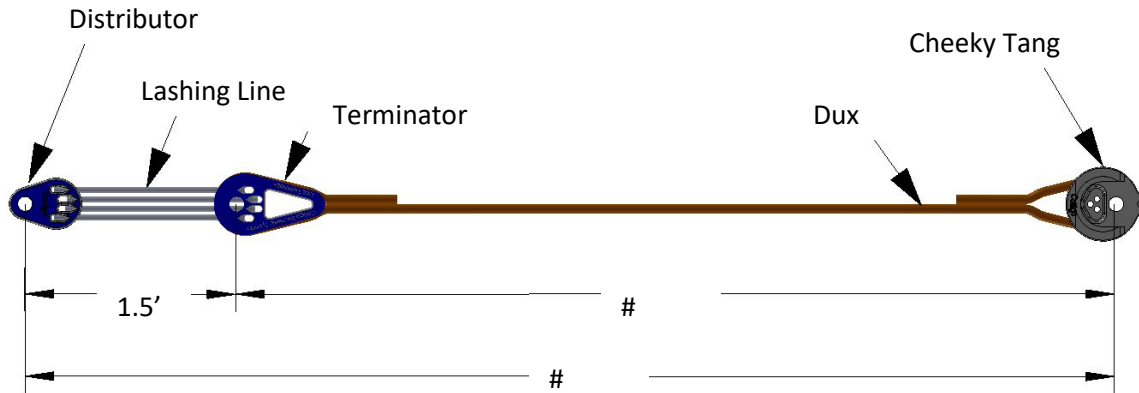 Distributor
Cheeky Tang
Lashing Line
Terminator
Dux
1.5’
#
#